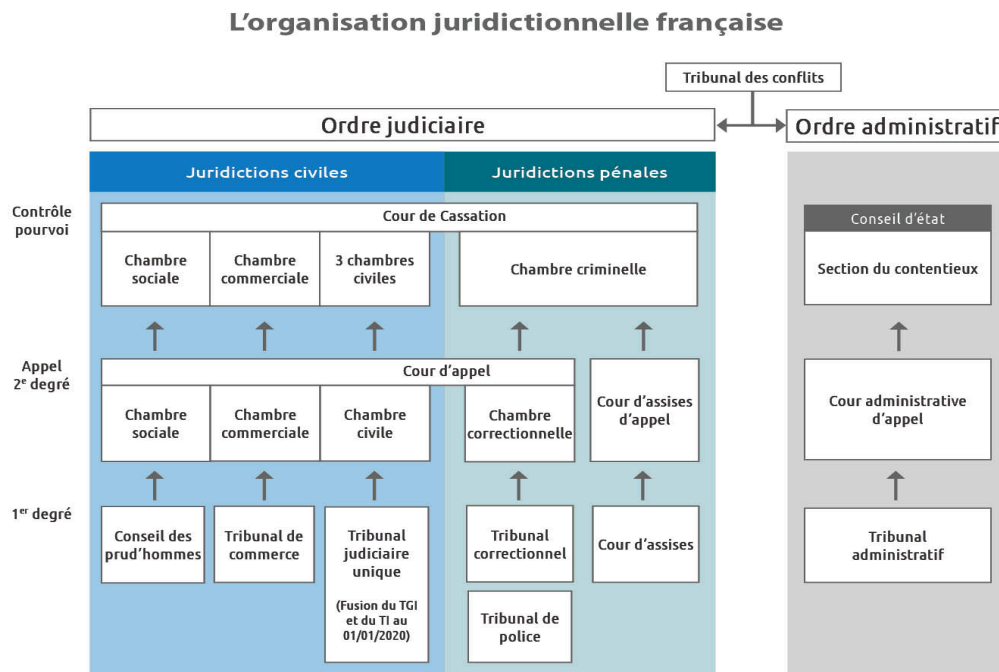 L'organisation juridictionnelle française
Tribunal des conflits
Ordre judiciaire
Ordre administratif
Juridictions civiles
Juridictions pénales
Contrôle
pourvoi
Cour de Cassation
Chambre
sociale
Chambre
commerciale
3 chambres
civiles
Chambre criminelle
Conseil d'état
Section du contentieux
Appel
2e degré
Cour d'appel
Chambre
sociale
Chambre
commerciale
Chambre
civile
Chambre
correctionnelle
Cour d'assises
d'appel
Cour administrative
d'appel
1er degré
Conseil des
prud'hommes
Tribunal de
commerce
Tribunal
judiciaire
unique
(Fusion du TGI
et du TI au
01/01/2020)
Tribunal
correctionnel
Tribunal de
police
Cour d'assises
Tribunal
administratif